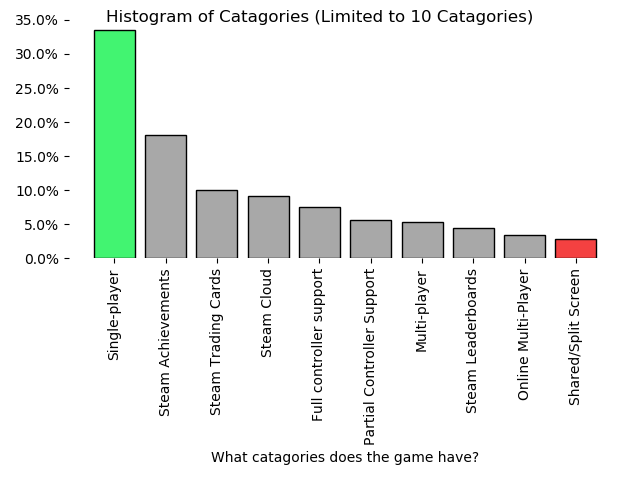 Histogram of Catagories (Limited to 10 Catagories)
35.0%
30.0%
25.0%
20.0%
15.0%
10.0%
5.0%
0.0%
Single-player
Steam Achievements
Steam Trading Cards
Steam Cloud
Full controller support
Partial Controller Support
Multi-player
Steam Leaderboards
Online Multi-Player
Shared/Split Screen
What catagories does the game have?